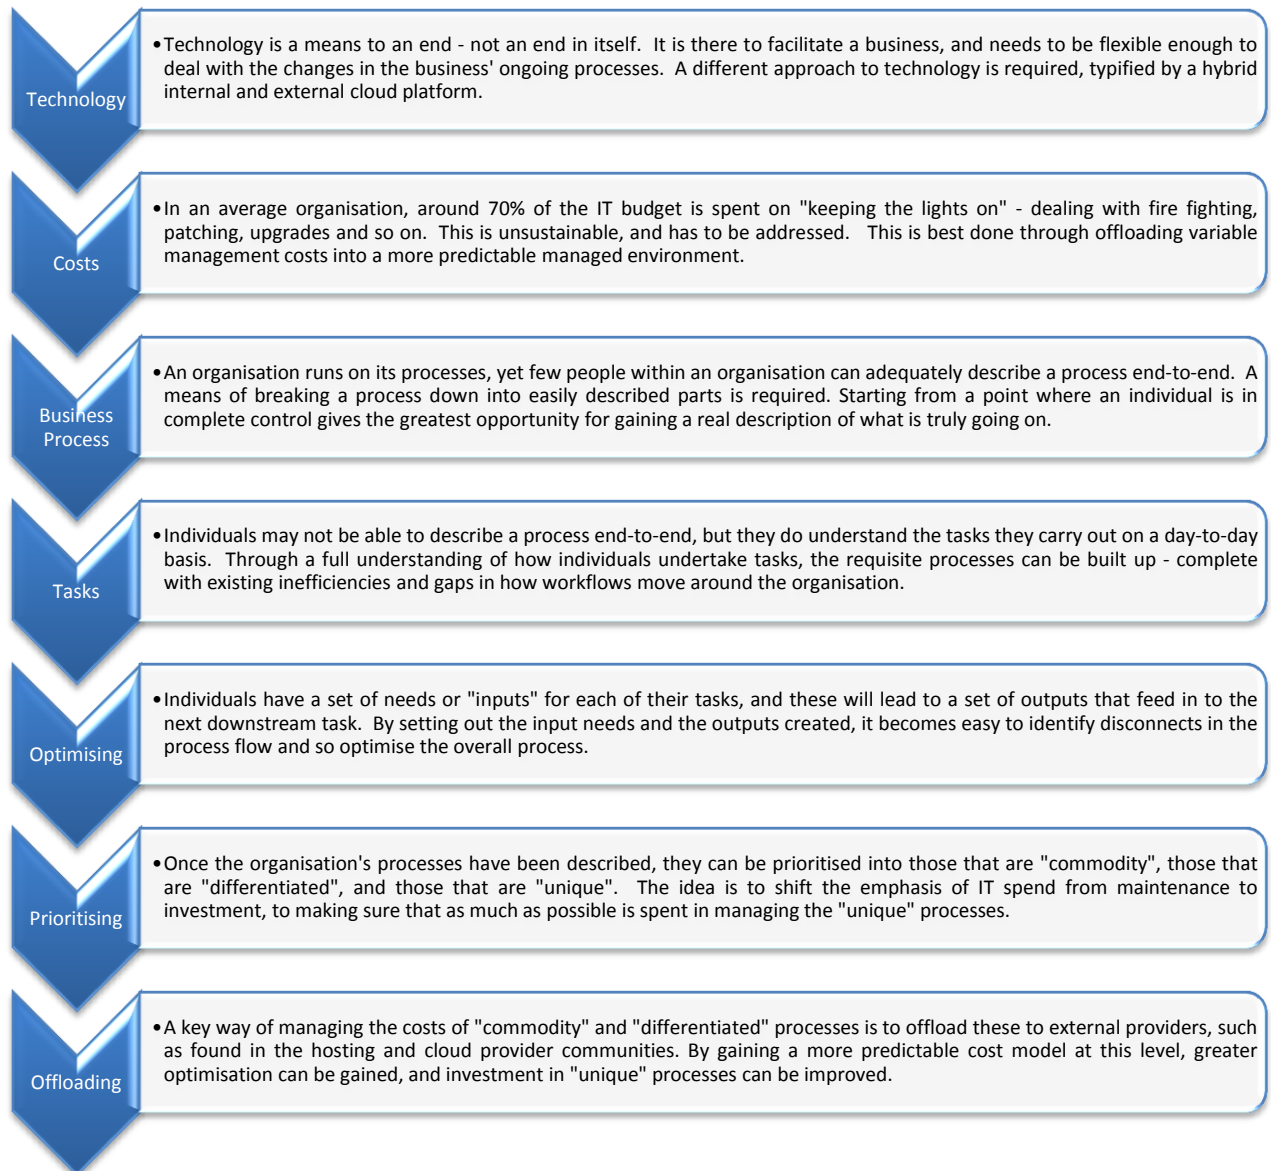 Technology
•Technology is a means to an end - not an end in itself.  It is there to facilitate a business, and needs to be flexible enough to
deal with the changes in the business' ongoing processes.  A different approach to technology is required, typified by a hybrid
internal and external cloud platform.
Costs
•In an average organisation, around 70% of the IT budget is spent on "keeping the lights on" - dealing with fire fighting,
patching, upgrades and so on.  This is unsustainable, and has to be addressed.   This is best done through offloading variable
management costs into a more predictable managed environment.
Business
Process
•An organisation runs on its processes, yet few people within an organisation can adequately describe a process end-to-end.  A
means of breaking a process down into easily described parts is required. Starting from a point where an individual is in
complete control gives the greatest opportunity for gaining a real description of what is truly going on.
Tasks
•Individuals may not be able to describe a process end-to-end, but they do understand the tasks they carry out on a day-to-day
basis.  Through a full understanding of how individuals undertake tasks, the requisite processes can be built up - complete
with existing inefficiencies and gaps in how workflows move around the organisation.
Optimising
•Individuals have a set of needs or "inputs" for each of their tasks, and these will lead to a set of outputs that feed in to the
next downstream task.  By setting out the input needs and the outputs created, it becomes easy to identify disconnects in the
process flow and so optimise the overall process.
Prioritising
•Once the organisation's processes have been described, they can be prioritised into those that are "commodity", those that
are "differentiated", and those that are "unique".  The idea is to shift the emphasis of IT spend from maintenance to
investment, to making sure that as much as possible is spent in managing the "unique" processes.
Offloading
•A key way of managing the costs of "commodity" and "differentiated" processes is to offload these to external providers, such
as found in the hosting and cloud provider communities. By gaining a more predictable cost model at this level, greater
optimisation can be gained, and investment in "unique" processes can be improved.